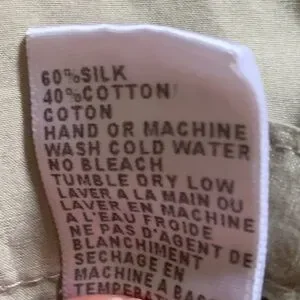 60%SILK
40%COTTON
COTON
HAND OR MACHINE
WASH COLD WATER
NO BLEACH
TUMBLE DRY LOW
LAVER A LA MAIN OU
LAVER EN MACHINE
A L'EAU FROIDE
NE PAS D'AGENT DE
BLANCHIMENT
SECHAGE EN
MACHINE A BAS